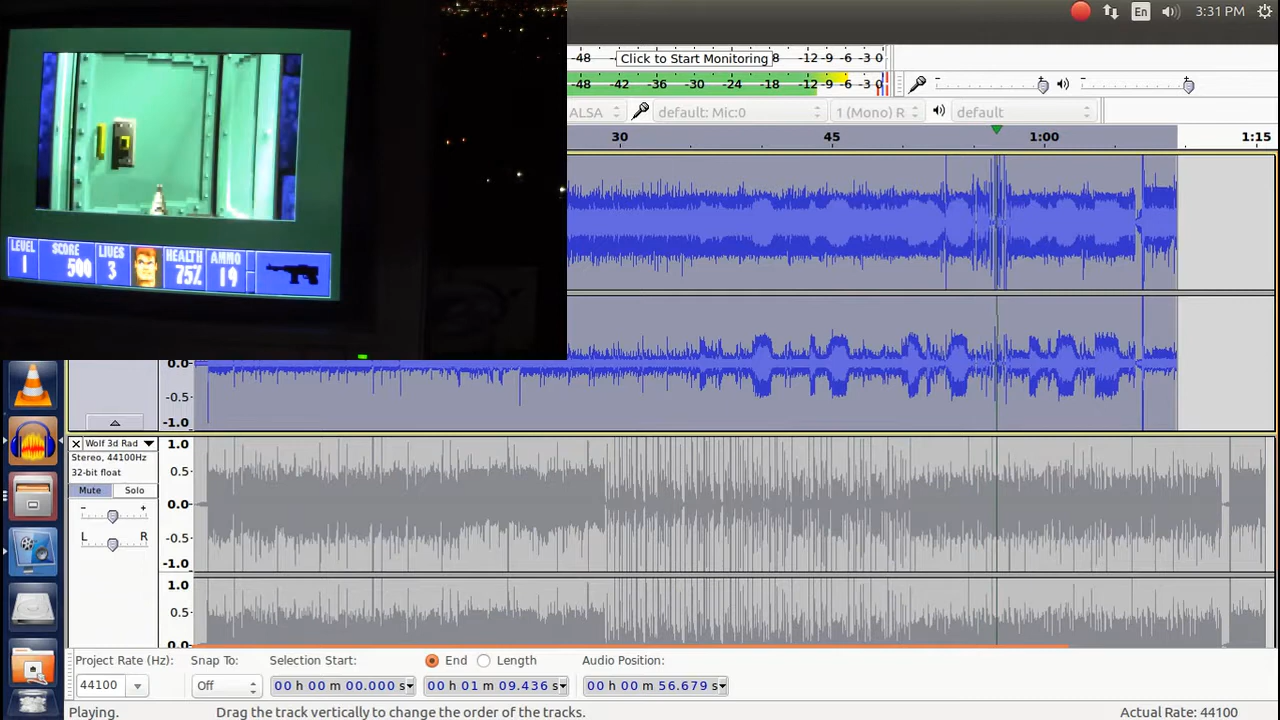 En 3:31 PM
-48 -4 Click to Start Monitoring 8 -12 -9 -6 -3 0
-48 -42 -36 -30 -24 -18 -12 -9 -6 -3 0
- + - +
ALSA default: Mic:0 1 (Mono) R default
30 45 1:00 1:15
LEVEL SCORE LIVES HEALTH AMMO
1 500 3 75% 19
0.0
-0.5
-1.0
Wolf 3d Rad
Stereo, 44100Hz
32-bit float
Mute Solo
- +
L R
1.0
0.5
0.0
-0.5
-1.0
1.0
0.5
0.0
Project Rate (Hz): Snap To: Selection Start: End Length Audio Position:
44100 Off 00 h 00 m 00.000 s 00 h 01 m 09.436 s 00 h 00 m 56.679 s
Playing. Drag the track vertically to change the order of the tracks. Actual Rate: 44100